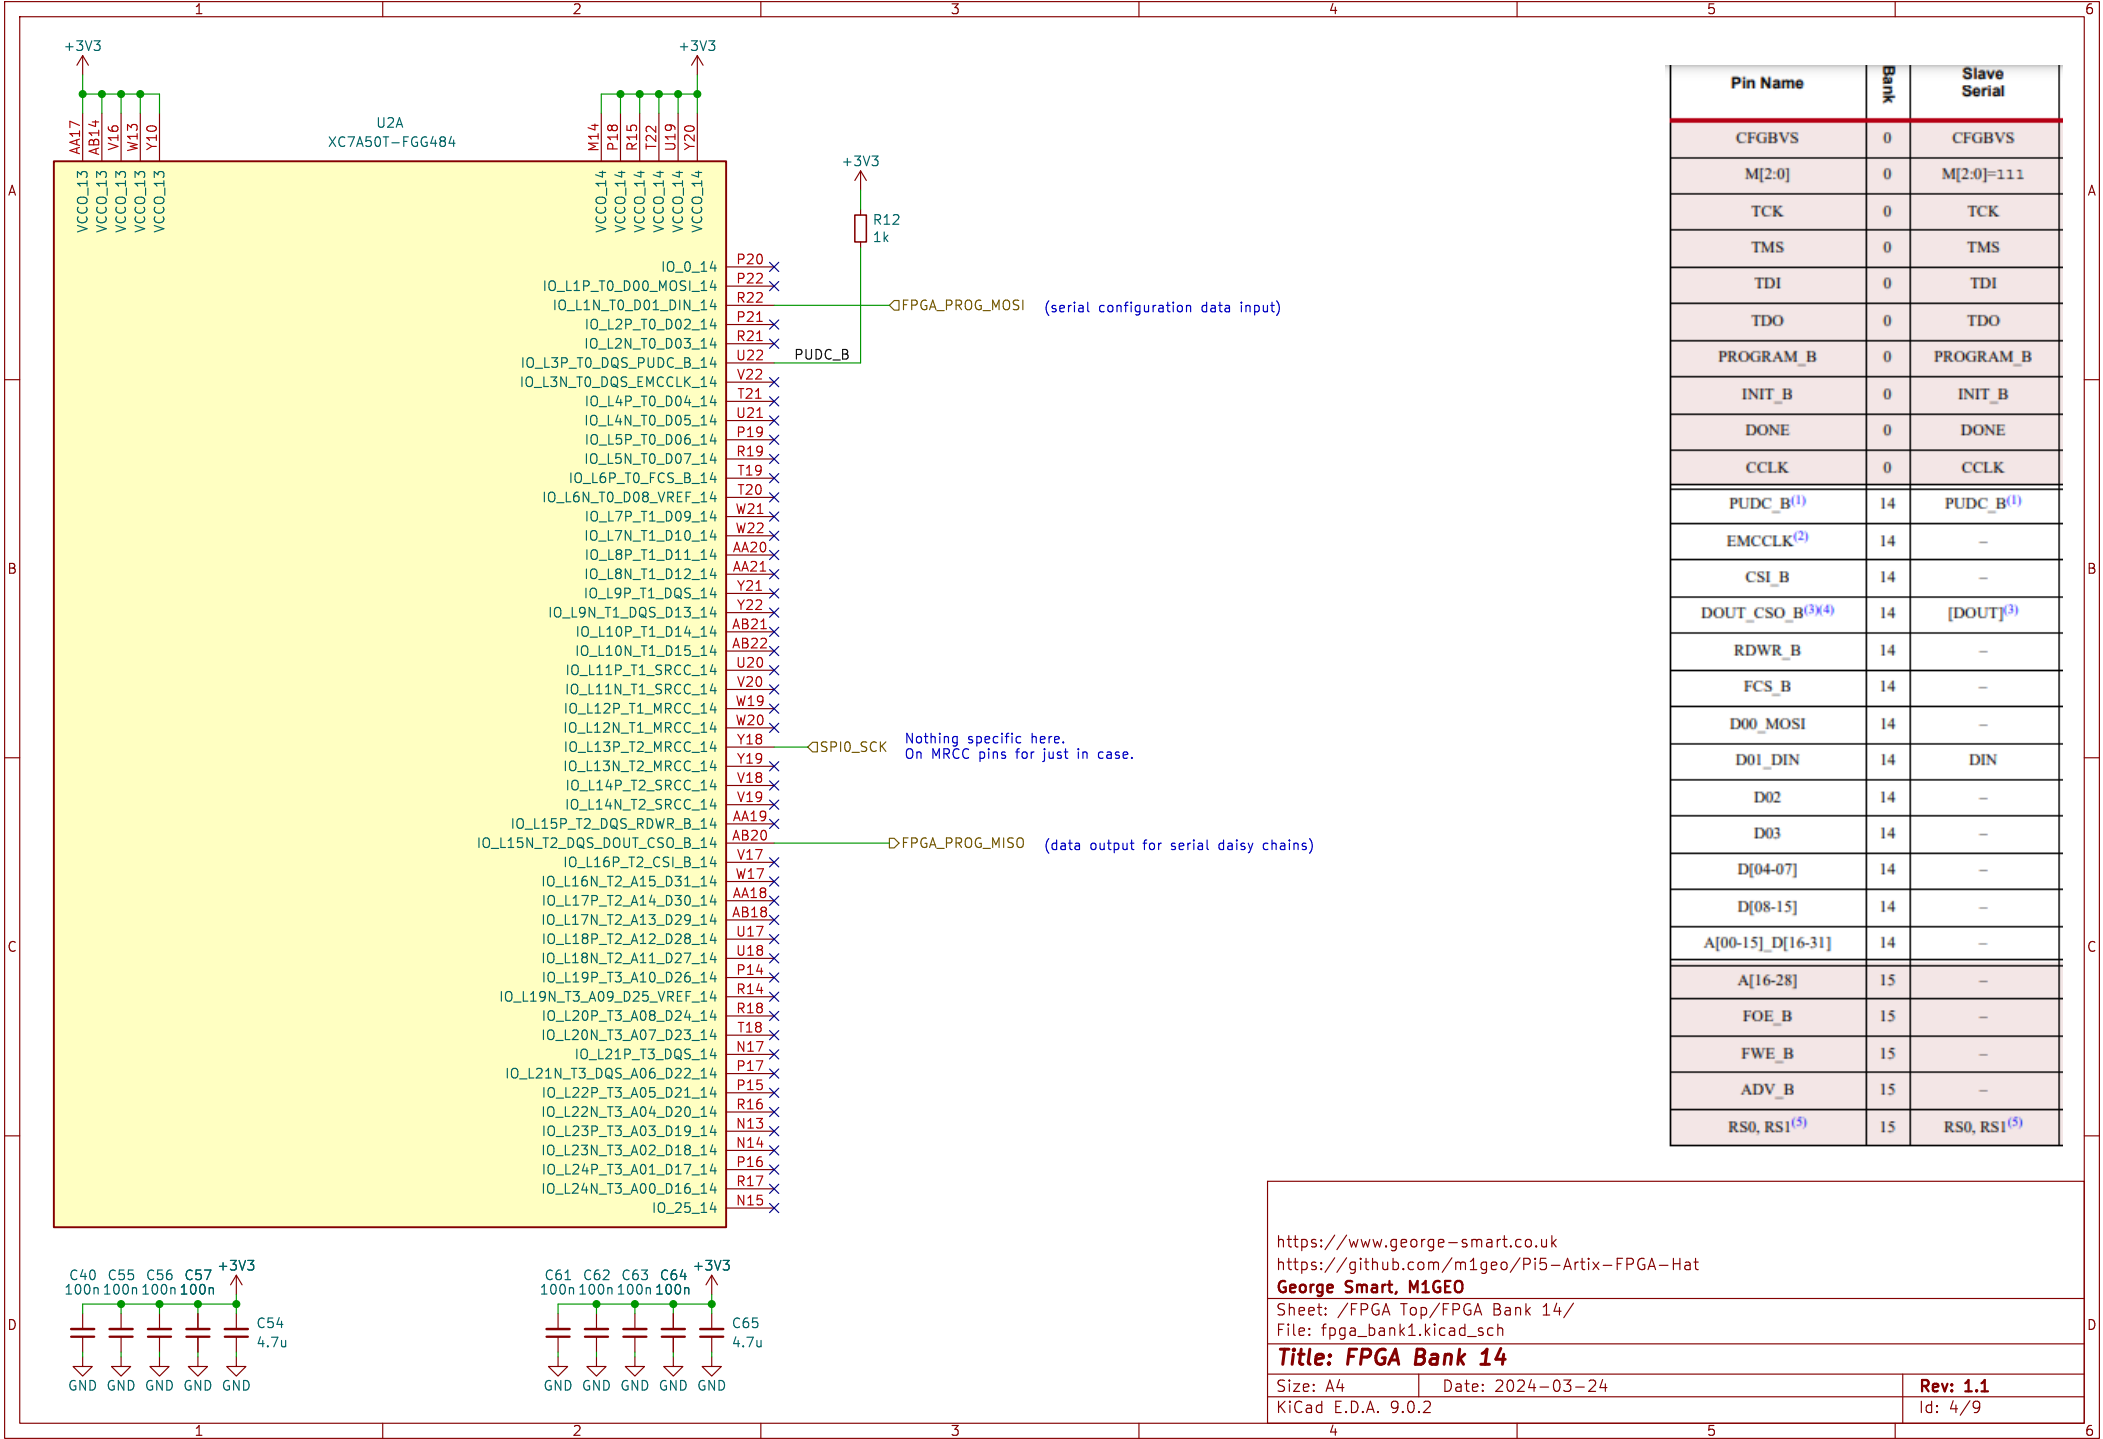 1 2 3 4 5 6
+3V3
+3V3
U2A
XC7A50T-FGG484
AA17 AB14 V16 W13 Y10
M14 P18 R15 T22 U19 Y20
VCCO_13 VCCO_13 VCCO_13 VCCO_13 VCCO_13
VCCO_14 VCCO_14 VCCO_14 VCCO_14 VCCO_14 VCCO_14
A
B
C
D
+3V3
R12
1k
IO_0_14 P20
IO_L1P_T0_D00_MOSI_14 P22
IO_L1N_T0_D01_DIN_14 R22 FPGA_PROG_MOSI (serial configuration data input)
IO_L2P_T0_D02_14 P21
IO_L2N_T0_D03_14 R21
IO_L3P_T0_DQS_PUDC_B_14 U22 PUDC_B
IO_L3N_T0_DQS_EMCCLK_14 V22
IO_L4P_T0_D04_14 T21
IO_L4N_T0_D05_14 U21
IO_L5P_T0_D06_14 P19
IO_L5N_T0_D07_14 R19
IO_L6P_T0_FCS_B_14 T19
IO_L6N_T0_D08_VREF_14 T20
IO_L7P_T1_D09_14 W21
IO_L7N_T1_D10_14 W22
IO_L8P_T1_D11_14 AA20
IO_L8N_T1_D12_14 AA21
IO_L9P_T1_DQS_14 Y21
IO_L9N_T1_DQS_D13_14 Y22
IO_L10P_T1_D14_14 AB21
IO_L10N_T1_D15_14 AB22
IO_L11P_T1_SRCC_14 U20
IO_L11N_T1_SRCC_14 V20
IO_L12P_T1_MRCC_14 W19
IO_L12N_T1_MRCC_14 W20
IO_L13P_T2_MRCC_14 Y18 SPI0_SCK
Nothing specific here.
On MRCC pins for just in case.
IO_L13N_T2_MRCC_14 Y19
IO_L14P_T2_SRCC_14 V18
IO_L14N_T2_SRCC_14 V19
IO_L15P_T2_DQS_RDWR_B_14 AA19
IO_L15N_T2_DQS_DOUT_CSO_B_14 AB20 FPGA_PROG_MISO (data output for serial daisy chains)
IO_L16P_T2_CSI_B_14 V17
IO_L16N_T2_A15_D31_14 W17
IO_L17P_T2_A14_D30_14 AA18
IO_L17N_T2_A13_D29_14 AB18
IO_L18P_T2_A12_D28_14 U17
IO_L18N_T2_A11_D27_14 U18
IO_L19P_T3_A10_D26_14 P14
IO_L19N_T3_A09_D25_VREF_14 R14
IO_L20P_T3_A08_D24_14 R18
IO_L20N_T3_A07_D23_14 T18
IO_L21P_T3_DQS_14 N17
IO_L21N_T3_DQS_A06_D22_14 P17
IO_L22P_T3_A05_D21_14 P15
IO_L22N_T3_A04_D20_14 R16
IO_L23P_T3_A03_D19_14 N13
IO_L23N_T3_A02_D18_14 N14
IO_L24P_T3_A01_D17_14 P16
IO_L24N_T3_A00_D16_14 R17
IO_25_14 N15
Pin Name Bank Slave Serial
CFGBVS 0 CFGBVS
M[2:0] 0 M[2:0]=111
TCK 0 TCK
TMS 0 TMS
TDI 0 TDI
TDO 0 TDO
PROGRAM_B 0 PROGRAM_B
INIT_B 0 INIT_B
DONE 0 DONE
CCLK 0 CCLK
PUDC_B(1) 14 PUDC_B(1)
EMCCLK(2) 14 –
CSI_B 14 –
DOUT_CSO_B(3)(4) 14 [DOUT](3)
RDWR_B 14 –
FCS_B 14 –
D00_MOSI 14 –
D01_DIN 14 DIN
D02 14 –
D03 14 –
D[04-07] 14 –
D[08-15] 14 –
A[00-15]_D[16-31] 14 –
A[16-28] 15 –
FOE_B 15 –
FWE_B 15 –
ADV_B 15 –
RS0, RS1(5) 15 RS0, RS1(5)
A
B
C
D
C40 C55 C56 C57 +3V3
100n 100n 100n 100n
C54
4.7u
GND GND GND GND GND
C61 C62 C63 C64 +3V3
100n 100n 100n 100n
C65
4.7u
GND GND GND GND GND
https://www.george-smart.co.uk
https://github.com/m1geo/Pi5-Artix-FPGA-Hat
George Smart, M1GEO
Sheet: /FPGA Top/FPGA Bank 14/
File: fpga_bank1.kicad_sch
Title: FPGA Bank 14
Size: A4 Date: 2024-03-24 Rev: 1.1
KiCad E.D.A. 9.0.2 Id: 4/9
1 2 3 4 5 6